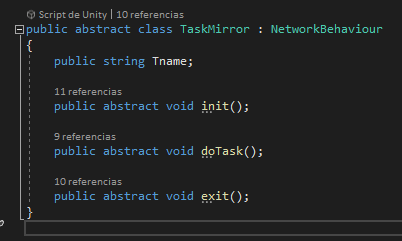 Script de Unity | 10 referencias
public abstract class TaskMirror : NetworkBehaviour
{
public string Tname;
11 referencias
public abstract void init();
9 referencias
public abstract void doTask();
10 referencias
public abstract void exit();
}